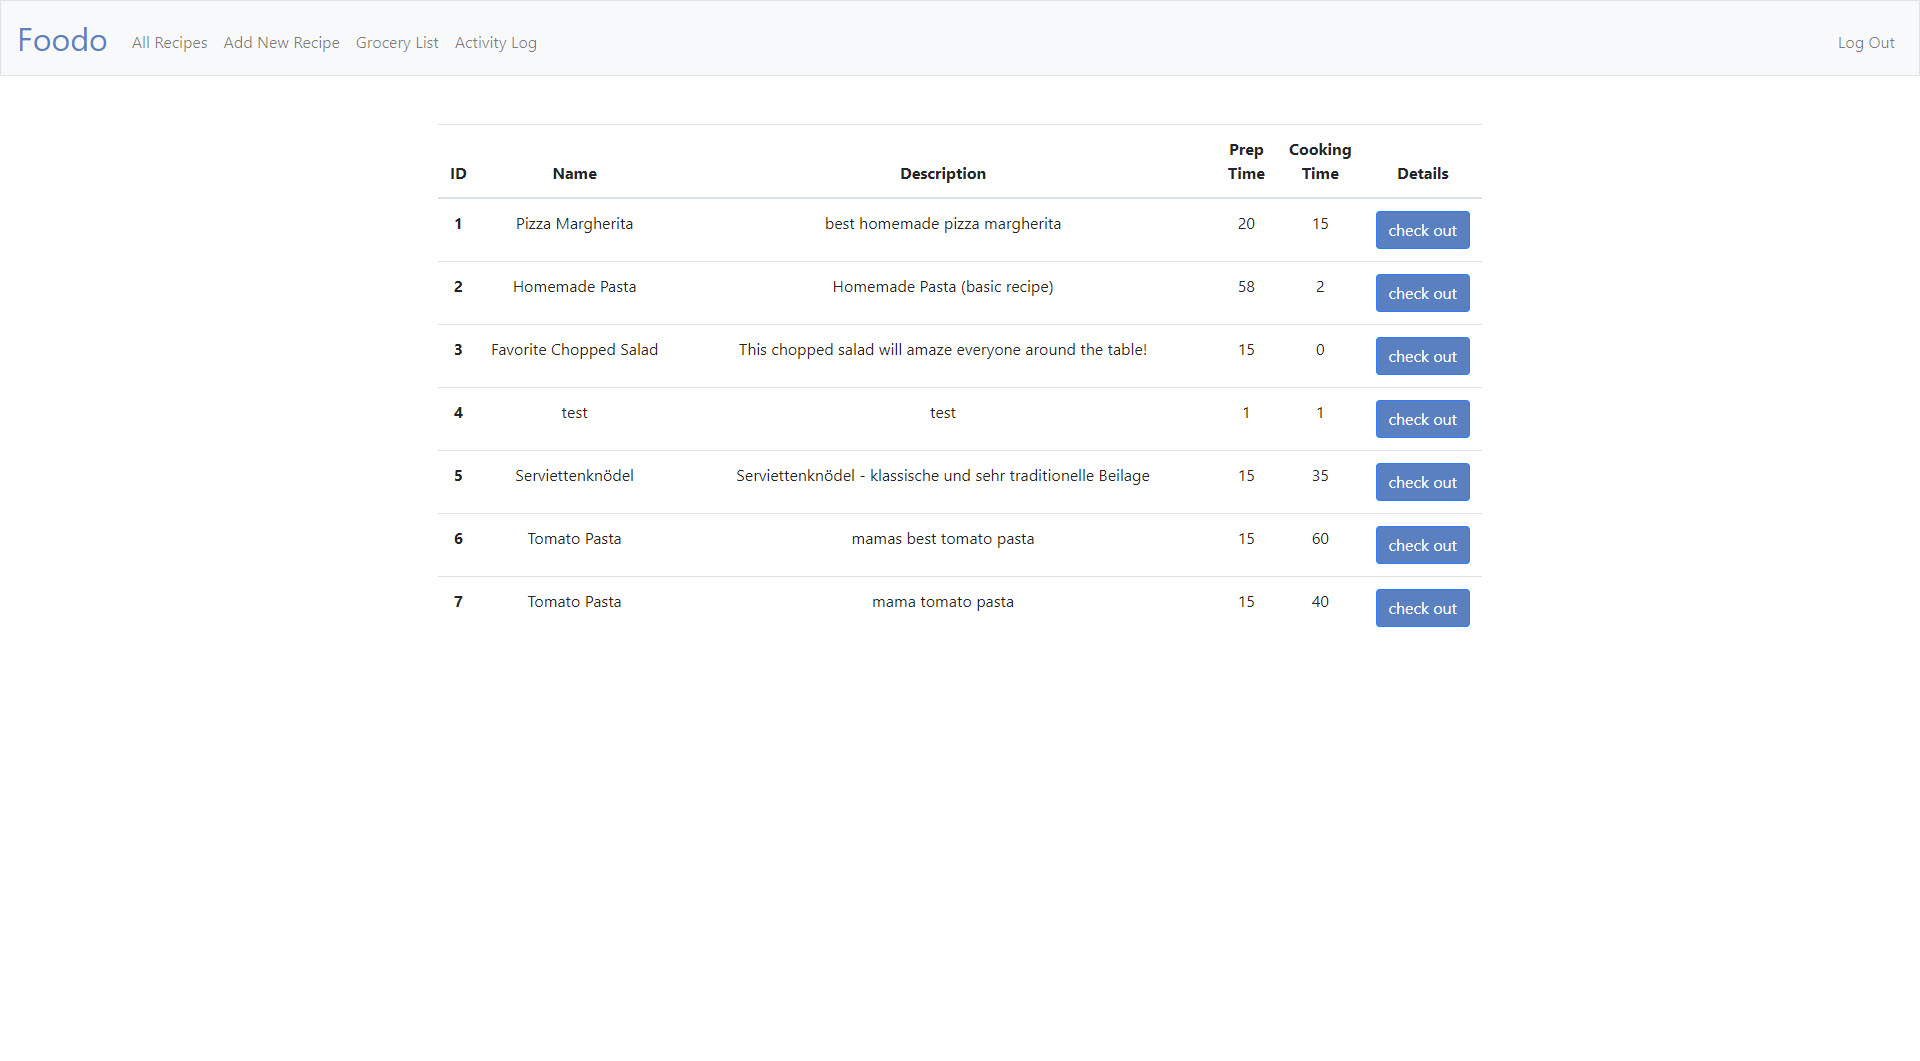 Foodo All Recipes Add New Recipe Grocery List Activity Log Log Out
Prep Cooking
ID Name Description Time Time Details
1 Pizza Margherita best homemade pizza margherita 20 15 check out
2 Homemade Pasta Homemade Pasta (basic recipe) 58 2 check out
3 Favorite Chopped Salad This chopped salad will amaze everyone around the table! 15 0 check out
4 test test 1 1 check out
5 Serviettenknödel Serviettenknödel - klassische und sehr traditionelle Beilage 15 35 check out
6 Tomato Pasta mamas best tomato pasta 15 60 check out
7 Tomato Pasta mama tomato pasta 15 40 check out